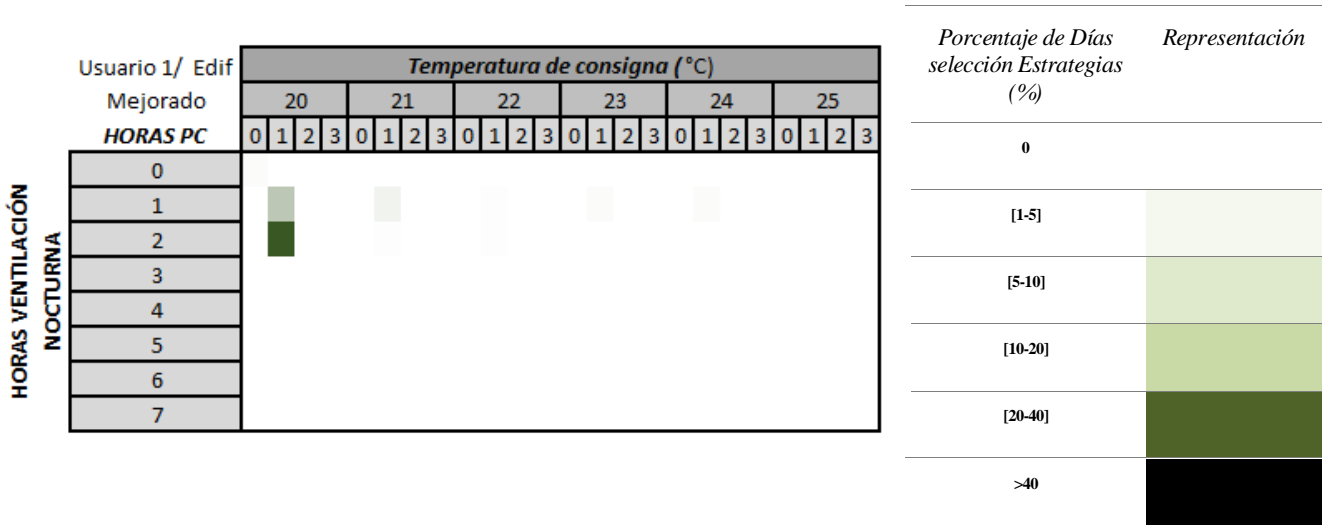 Usuario 1/ Edif
Mejorado
HORAS PC
Temperatura de consigna (°C)
20 21 22 23 24 25
0 1 2 3 0 1 2 3 0 1 2 3 0 1 2 3 0 1 2 3 0 1 2 3
HORAS VENTILACIÓN
NOCTURNA
0
1
2
3
4
5
6
7
Porcentaje de Días
selección Estrategias
(%)
Representación
0
[1-5]
[5-10]
[10-20]
[20-40]
>40